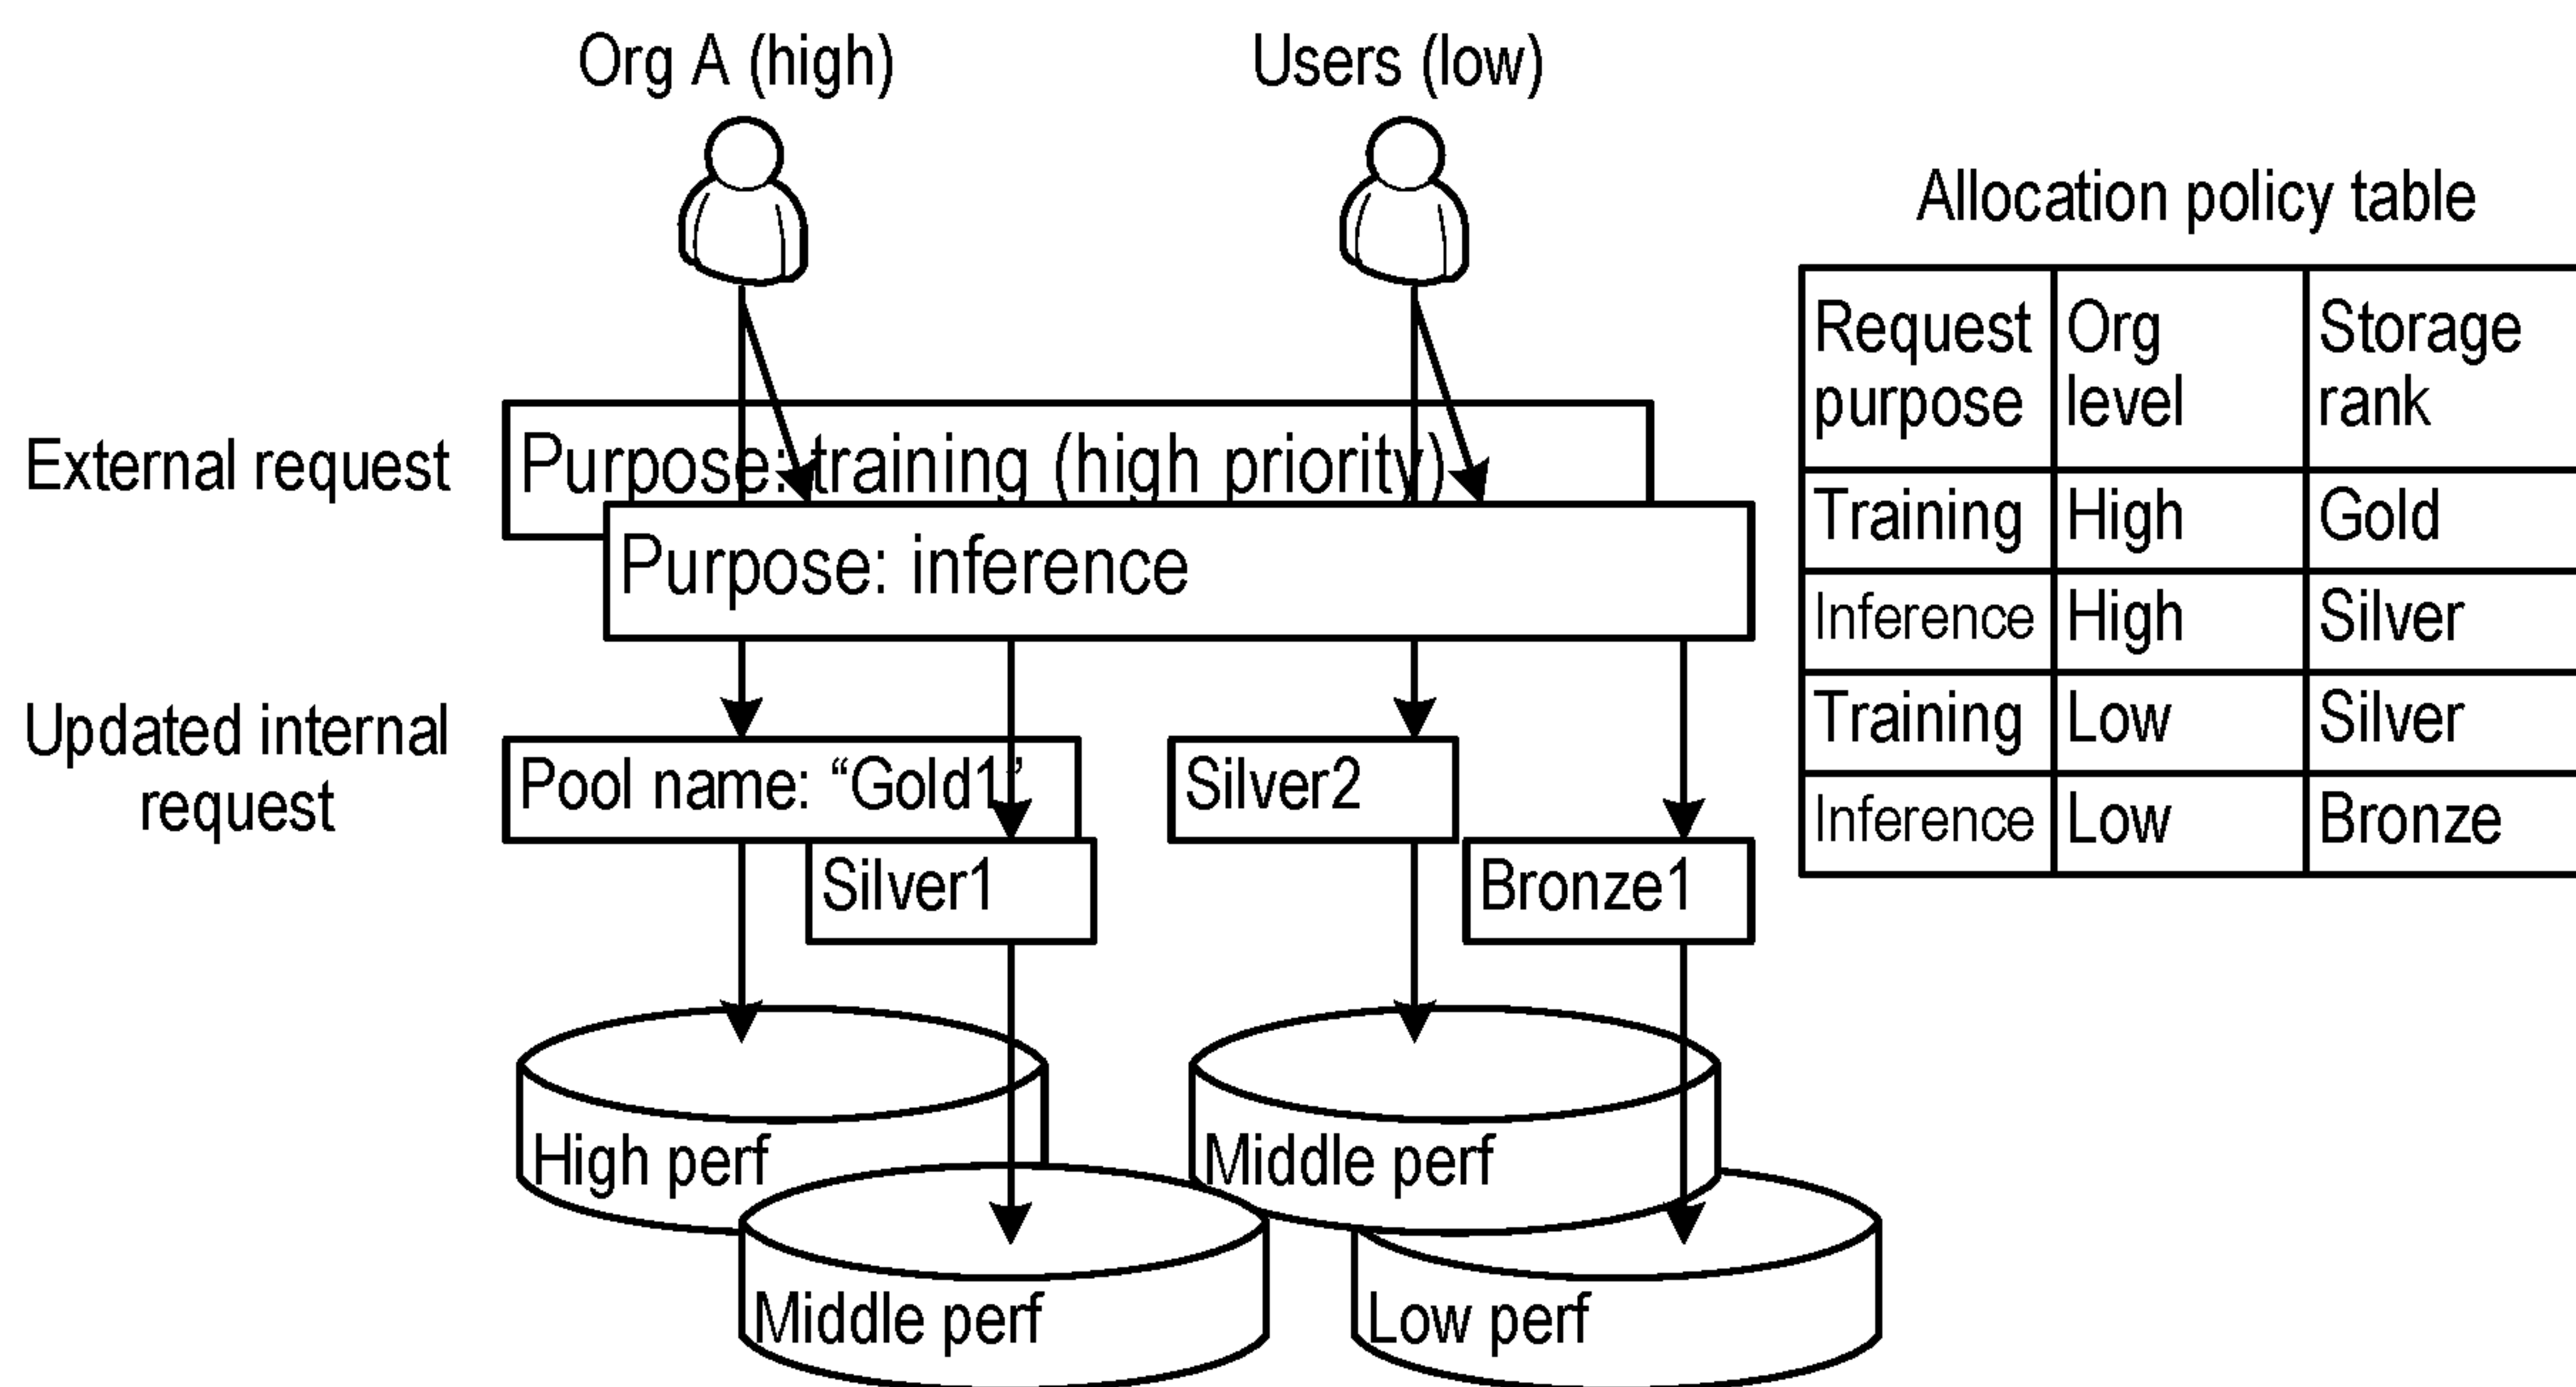 Org A (high)
Users (low)
External request
Purpose: training (high priority)
Purpose: inference
Updated internal
request
Pool name: “Gold1”
Silver1
Silver2
Bronze1
High perf
Middle perf
Middle perf
Low perf
Allocation policy table
Request purpose Org level Storage rank
Training High Gold
Inference High Silver
Training Low Silver
Inference Low Bronze